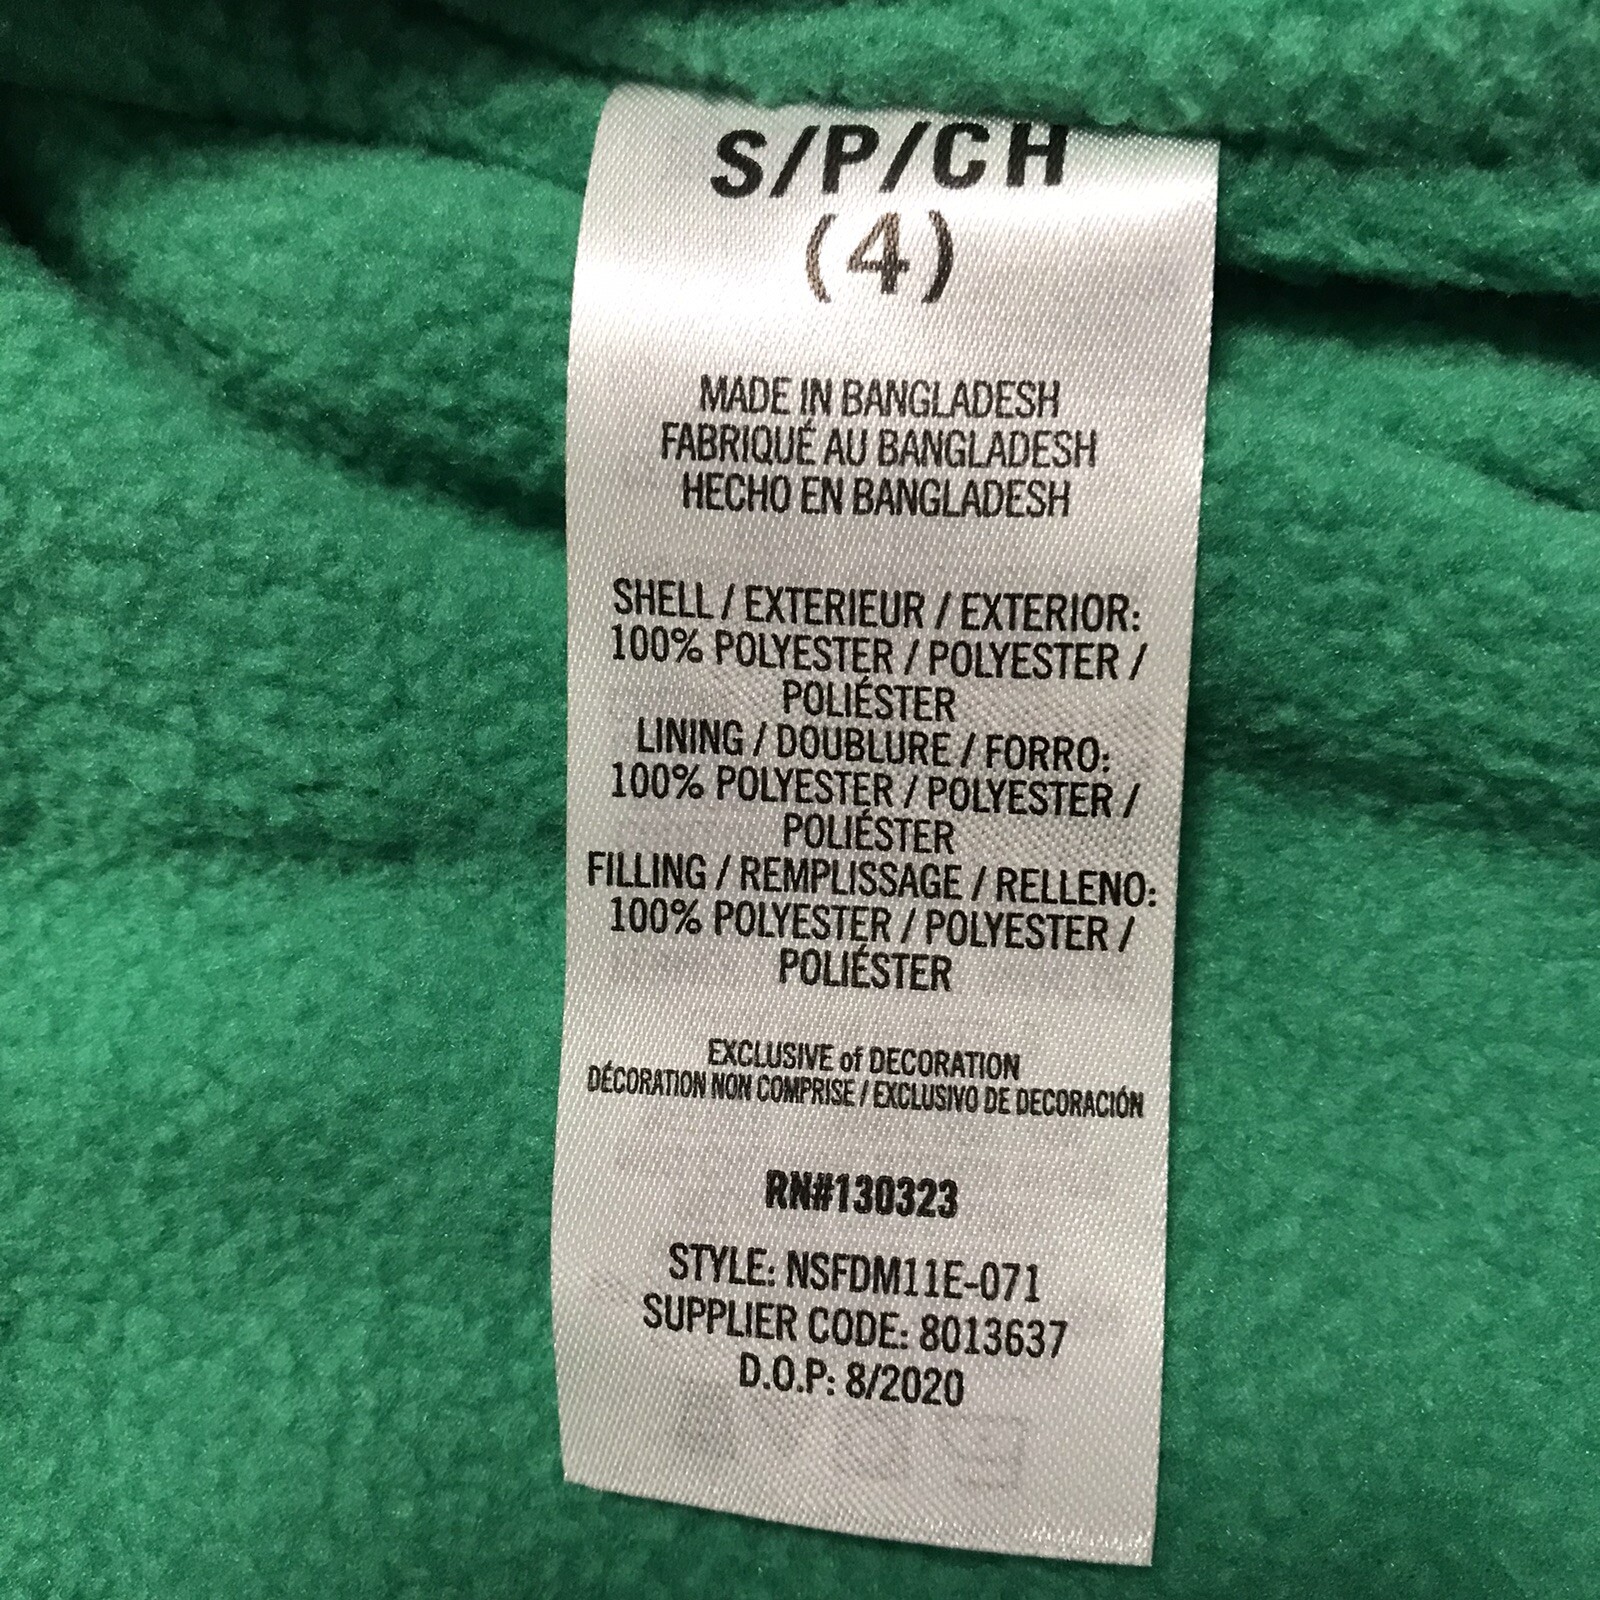 S/P/CH
(4)
MADE IN BANGLADESH
FABRIQUÉ AU BANGLADESH
HECHO EN BANGLADESH
SHELL / EXTERIEUR / EXTERIOR:
100% POLYESTER / POLYESTER /
POLIÉSTER
LINING / DOUBLURE / FORRO:
100% POLYESTER / POLYESTER /
POLIÉSTER
FILLING / REMPLISSAGE / RELLENO:
100% POLYESTER / POLYESTER /
POLIÉSTER
EXCLUSIVE of DECORATION
DÉCORATION NON COMPRISE / EXCLUSIVO DE DECORACIÓN
RN#130323
STYLE: NSFDM11E-071
SUPPLIER CODE: 8013637
D.O.P: 8/2020